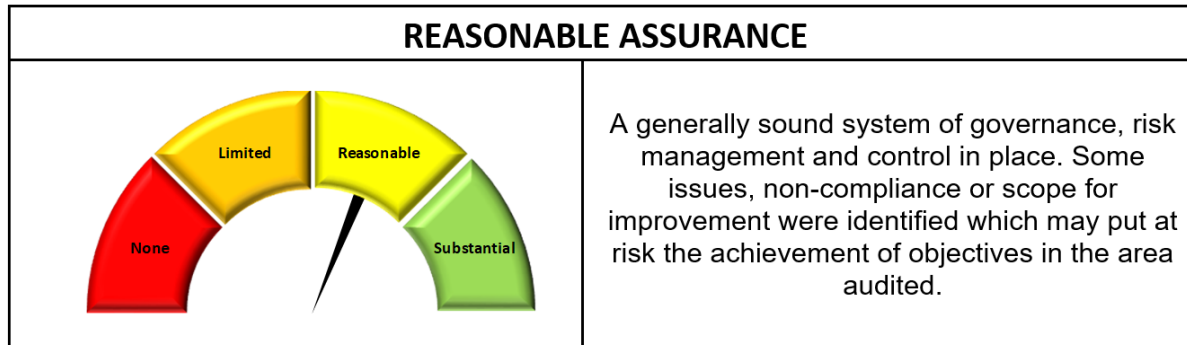 REASONABLE ASSURANCE
Limited
Reasonable
None
Substantial
A generally sound system of governance, risk
management and control in place. Some
issues, non-compliance or scope for
improvement were identified which may put at
risk the achievement of objectives in the area
audited.